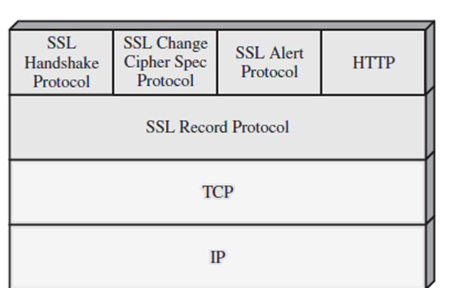 SSL
Handshake
Protocol
SSL Change
Cipher Spec
Protocol
SSL Alert
Protocol
HTTP
SSL Record Protocol
TCP
IP